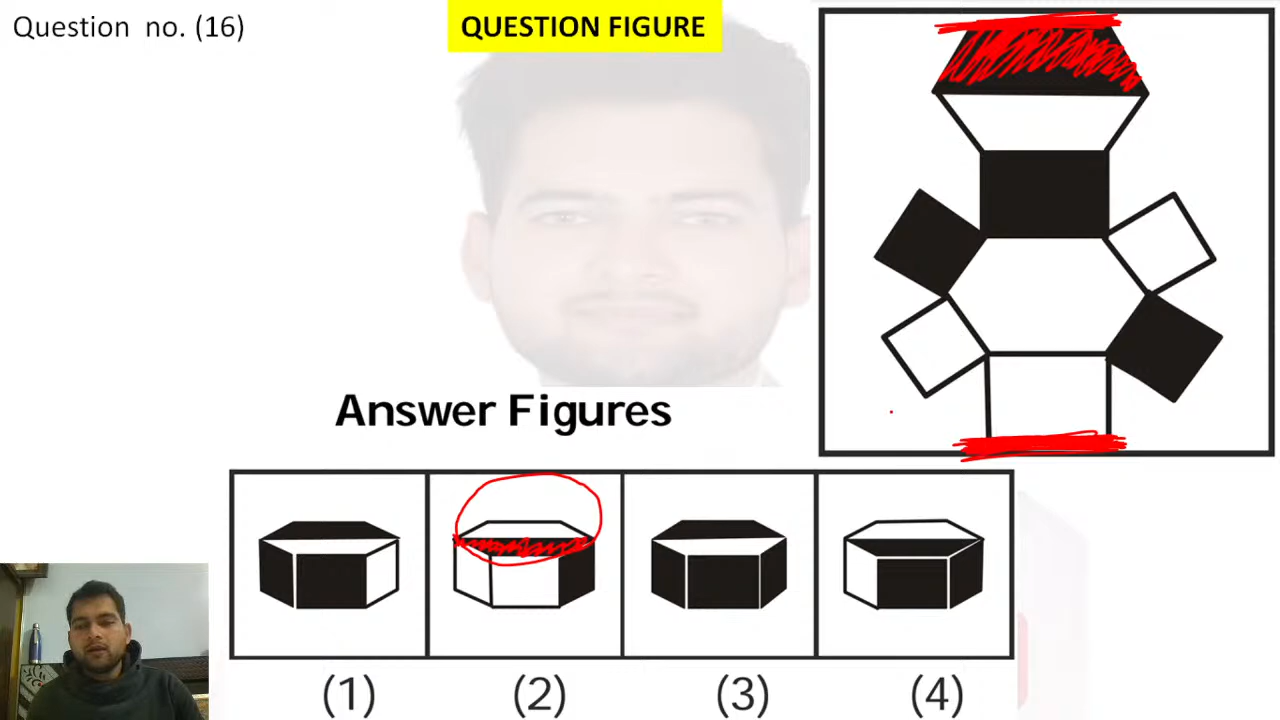 Question no. (16)
QUESTION FIGURE
Answer Figures
(1)
(2)
(3)
(4)